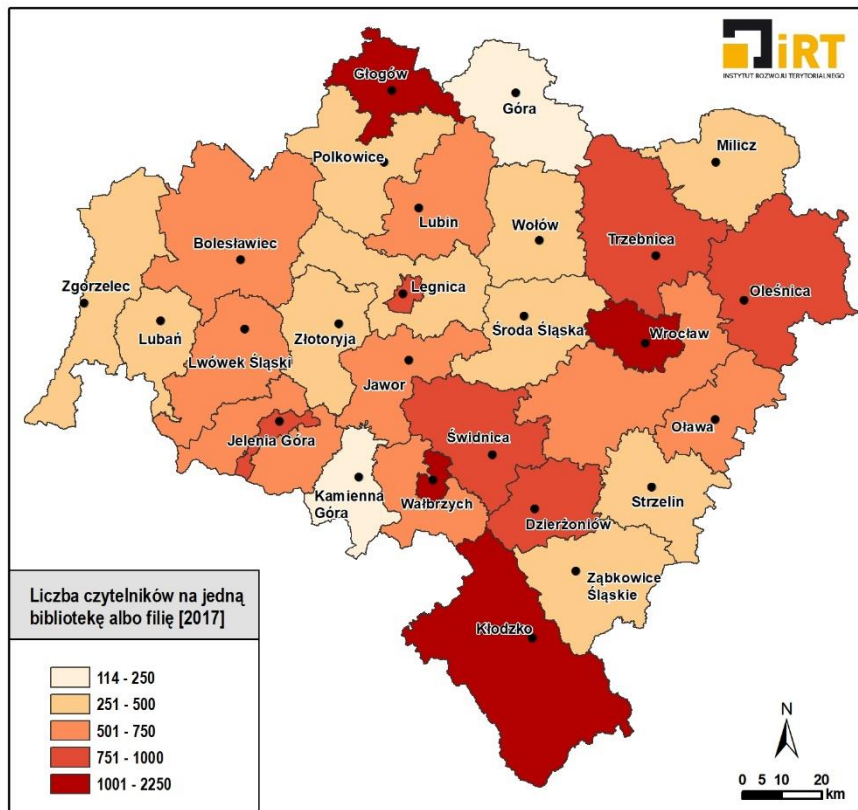 iRT
INSTYTUT ROZWOJU TERYTORIALNEGO
Głogów
Góra
Milicz
Polkowice
Lubin
Wołów
Trzebnica
Bolesławiec
Oleśnica
Zgorzelec
Legnica
Lubań
Złotoryja
Środa Śląska
Wrocław
Lwówek Śląski
Jawor
Oława
Jelenia Góra
Świdnica
Kamienna
Góra
Wałbrzych
Strzelin
Dzierżoniów
Ząbkowice
Śląskie
Kłodzko
Liczba czytelników na jedną
bibliotekę albo filię [2017]
114 - 250
251 - 500
501 - 750
751 - 1000
1001 - 2250
N
0 5 10 20
km